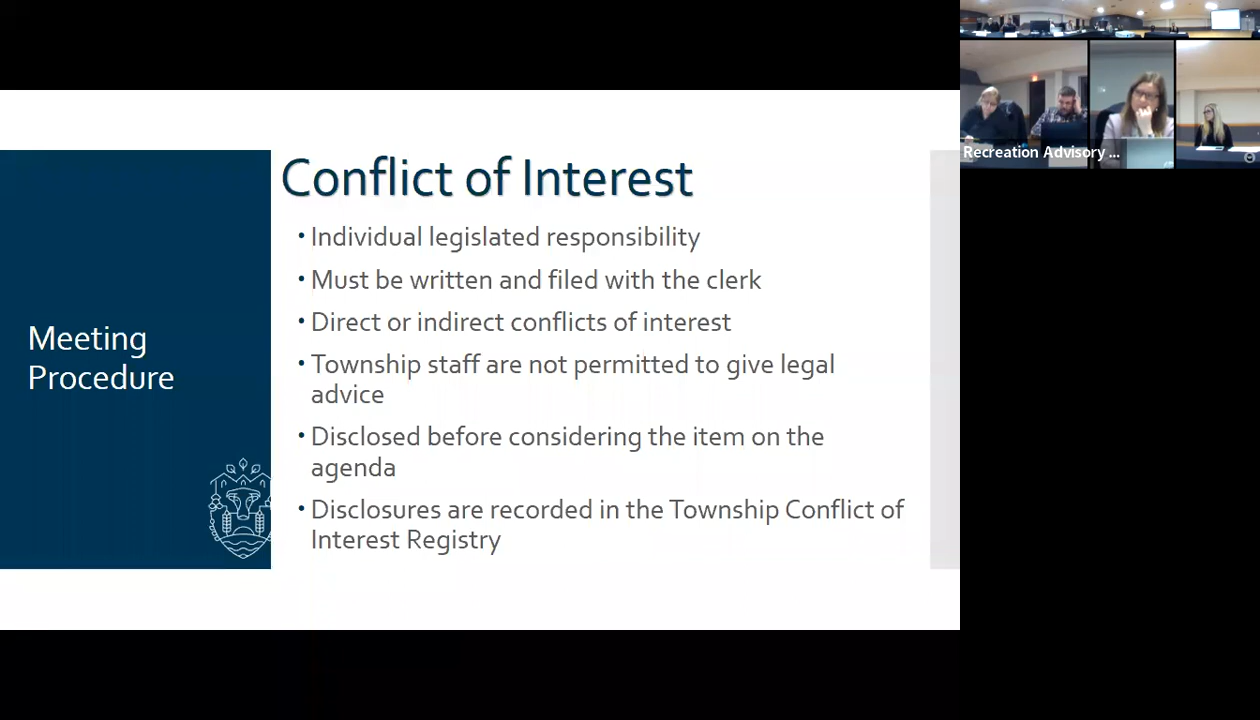 Conflict of Interest
• Individual legislated responsibility
• Must be written and filed with the clerk
• Direct or indirect conflicts of interest
• Township staff are not permitted to give legal
advice
• Disclosed before considering the item on the
agenda
• Disclosures are recorded in the Township Conflict of
Interest Registry
Meeting
Procedure
Recreation Advisory ...